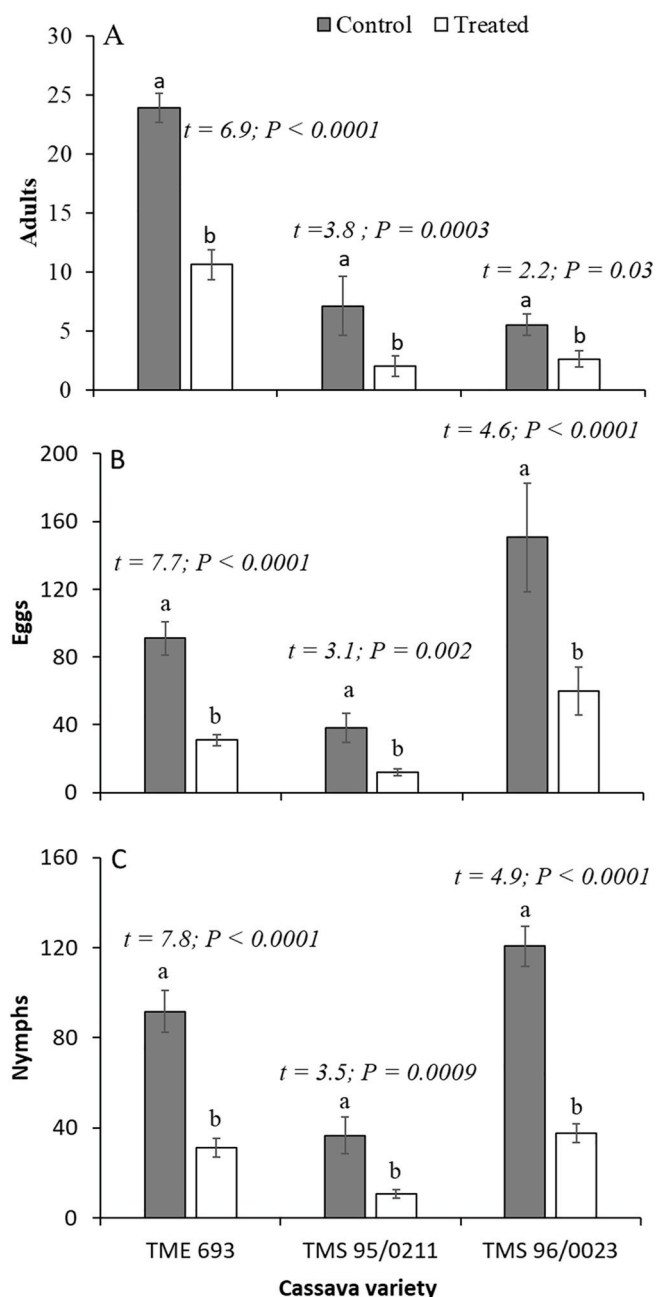 Control Treated
A
30
25
20
15
10
5
0
Adults
a
t = 6.9; P < 0.0001
b
t =3.8 ; P = 0.0003
a
b
t = 2.2; P = 0.03
a
b
B
200
160
120
80
40
0
Eggs
t = 7.7; P < 0.0001
a
b
t = 3.1; P = 0.002
a
b
t = 4.6; P < 0.0001
a
b
C
160
120
80
40
0
Nymphs
t = 7.8; P < 0.0001
a
b
t = 3.5; P = 0.0009
a
b
t = 4.9; P < 0.0001
a
b
TME 693 TMS 95/0211 TMS 96/0023
Cassava variety